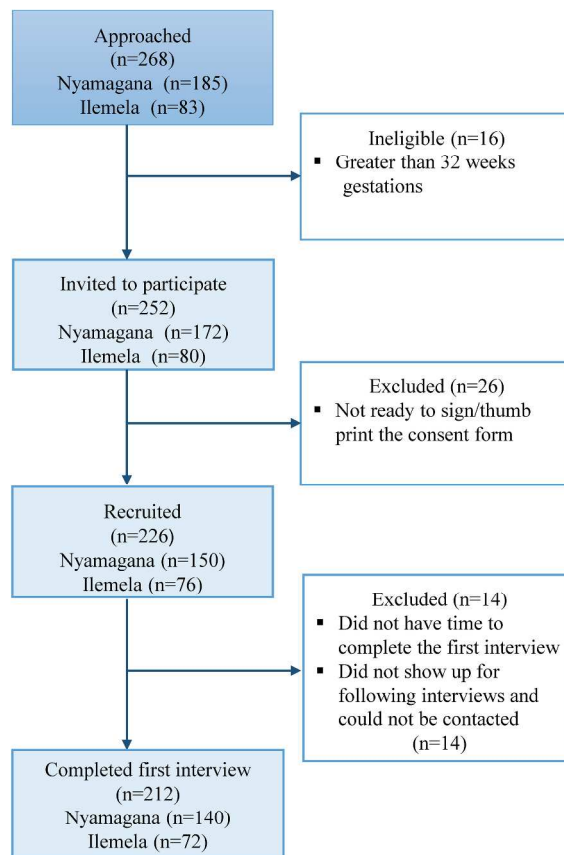 Approached
(n=268)
Nyamagana (n=185)
Ilemela (n=83)
Ineligible (n=16)
▪ Greater than 32 weeks
gestations
Invited to participate
(n=252)
Nyamagana (n=172)
Ilemela (n=80)
Excluded (n=26)
▪ Not ready to sign/thumb
print the consent form
Recruited
(n=226)
Nyamagana (n=150)
Ilemela (n=76)
Excluded (n=14)
▪ Did not have time to
complete the first interview
▪ Did not show up for
following interviews and
could not be contacted
(n=14)
Completed first interview
(n=212)
Nyamagana (n=140)
Ilemela (n=72)